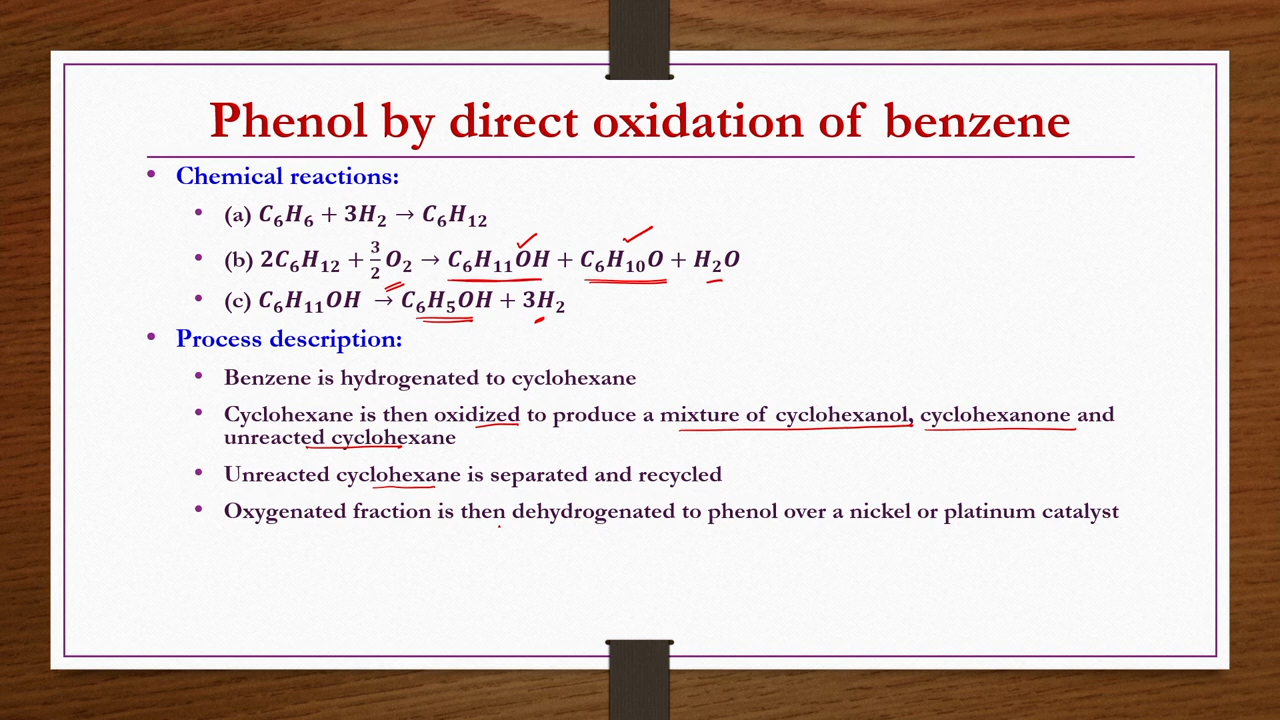 Phenol by direct oxidation of benzene
• Chemical reactions:
• (a) C₆H₆ + 3H₂ → C₆H₁₂
• (b) 2C₆H₁₂ + 3/2 O₂ → C₆H₁₁OH + C₆H₁₀O + H₂O
• (c) C₆H₁₁OH → C₆H₅OH + 3H₂
• Process description:
• Benzene is hydrogenated to cyclohexane
• Cyclohexane is then oxidized to produce a mixture of cyclohexanol, cyclohexanone and
unreacted cyclohexane
• Unreacted cyclohexane is separated and recycled
• Oxygenated fraction is then dehydrogenated to phenol over a nickel or platinum catalyst